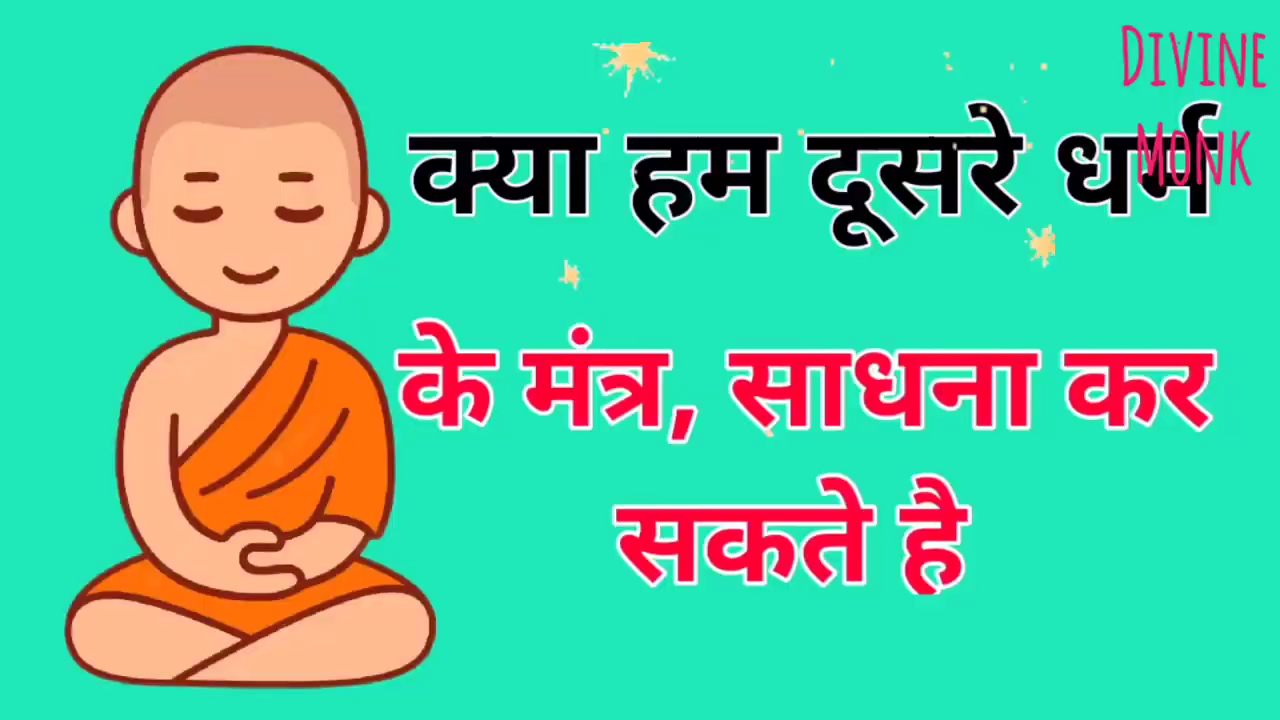 DIVINE
MONK
क्या हम दूसरे धर्म
के मंत्र, साधना कर
सकते है